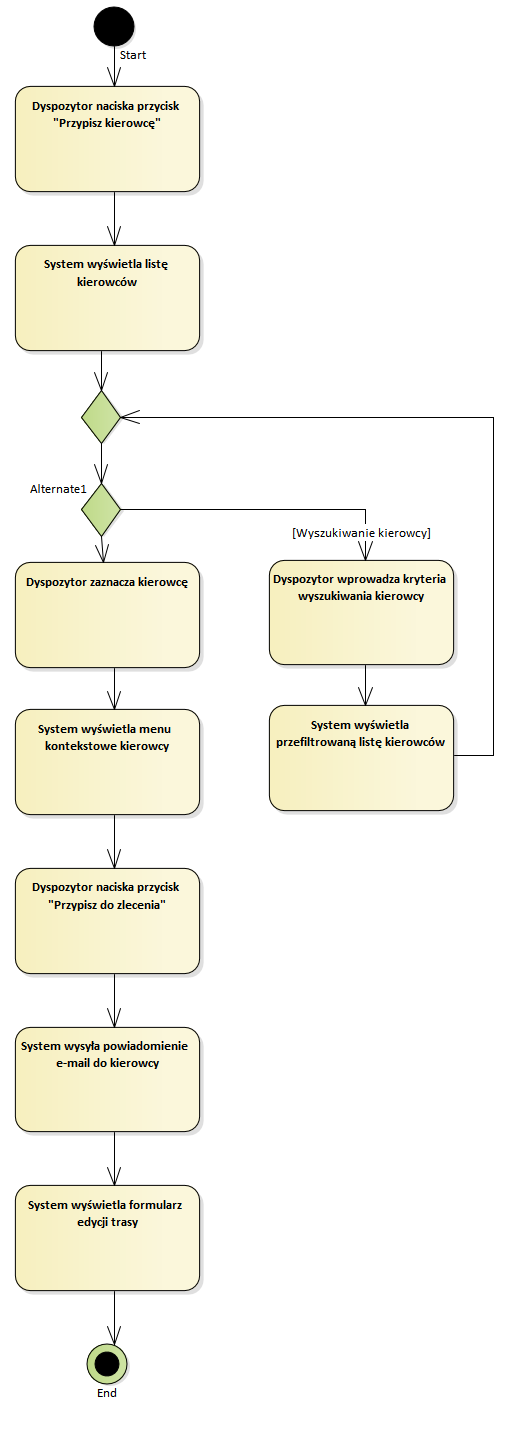 Start
Dyspozytor naciska przycisk
"Przypisz kierowcę"
System wyświetla listę
kierowców
Alternate1
[Wyszukiwanie kierowcy]
Dyspozytor zaznacza kierowcę
Dyspozytor wprowadza kryteria
wyszukiwania kierowcy
System wyświetla menu
kontekstowe kierowcy
System wyświetla
przefiltrowaną listę kierowców
Dyspozytor naciska przycisk
"Przypisz do zlecenia"
System wysyła powiadomienie
e-mail do kierowcy
System wyświetla formularz
edycji trasy
End